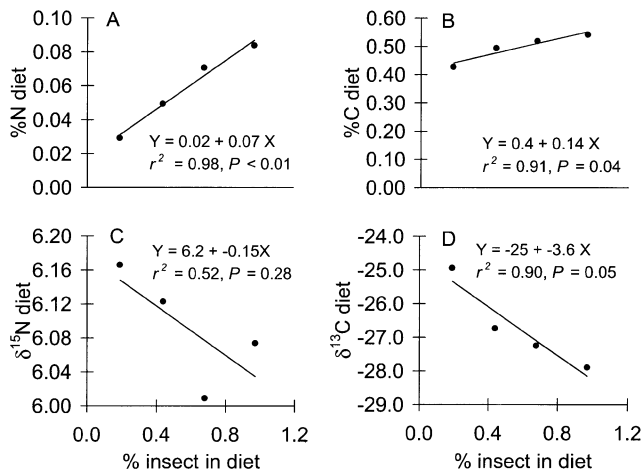 A
%N diet
0.10
0.08
0.06
0.04
0.02
0.00
Y = 0.02 + 0.07 X
r² = 0.98, P < 0.01
B
%C diet
0.60
0.50
0.40
0.30
0.20
0.10
0.00
Y = 0.4 + 0.14 X
r² = 0.91, P = 0.04
C
δ¹⁵N diet
6.20
6.16
6.12
6.08
6.04
6.00
Y = 6.2 + -0.15X
r² = 0.52, P = 0.28
0.0 0.4 0.8 1.2
% insect in diet
D
δ¹³C diet
-24.0
-25.0
-26.0
-27.0
-28.0
-29.0
Y = -25 + -3.6 X
r² = 0.90, P = 0.05
0.0 0.4 0.8 1.2
% insect in diet